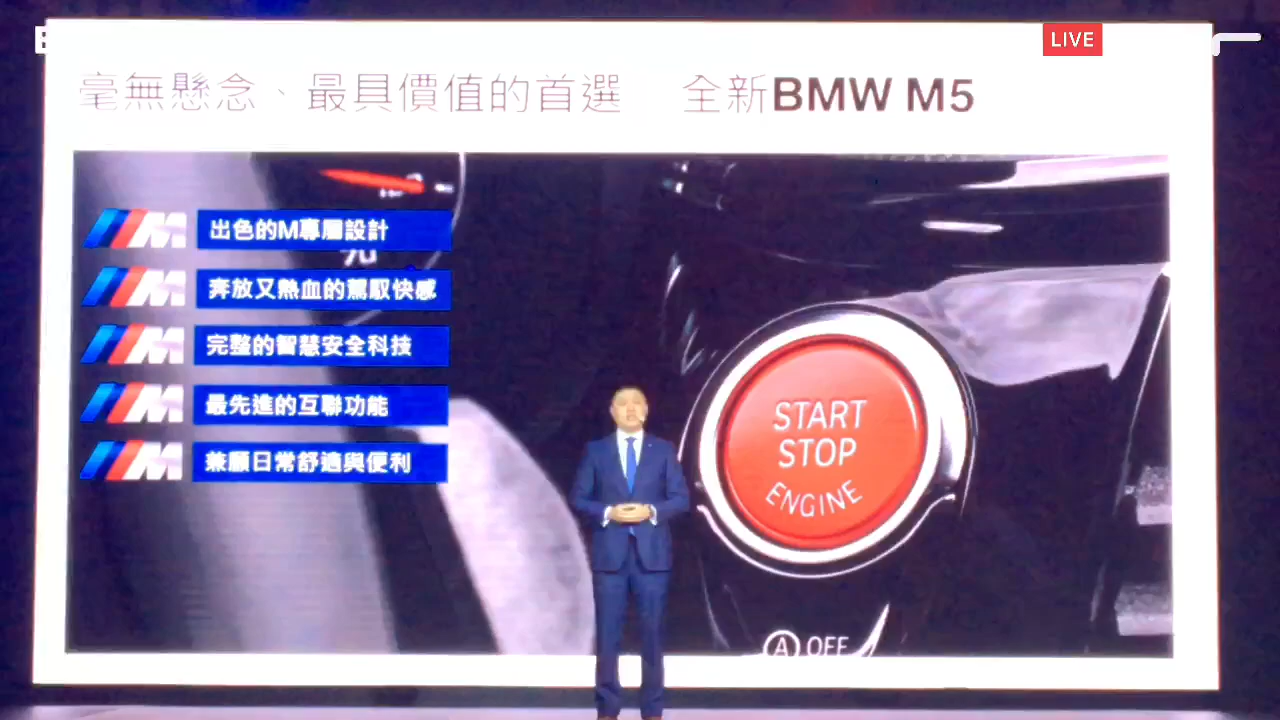 LIVE
毫無懸念、最具價值的首選 全新BMW M5
M 出色的M專屬設計
M 奔放又熱血的駕馭快感
M 完整的智慧安全科技
M 最先進的互聯功能
M 兼顧日常舒適與便利
START
STOP
ENGINE
A OFF